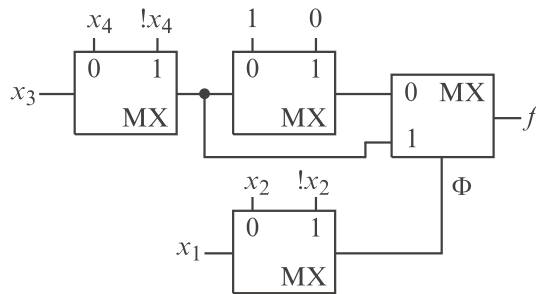 x4 !x4 1 0
0 1 0 1
x3 MX MX 0 MX
1 f
x2 !x2 Φ
0 1
x1 MX